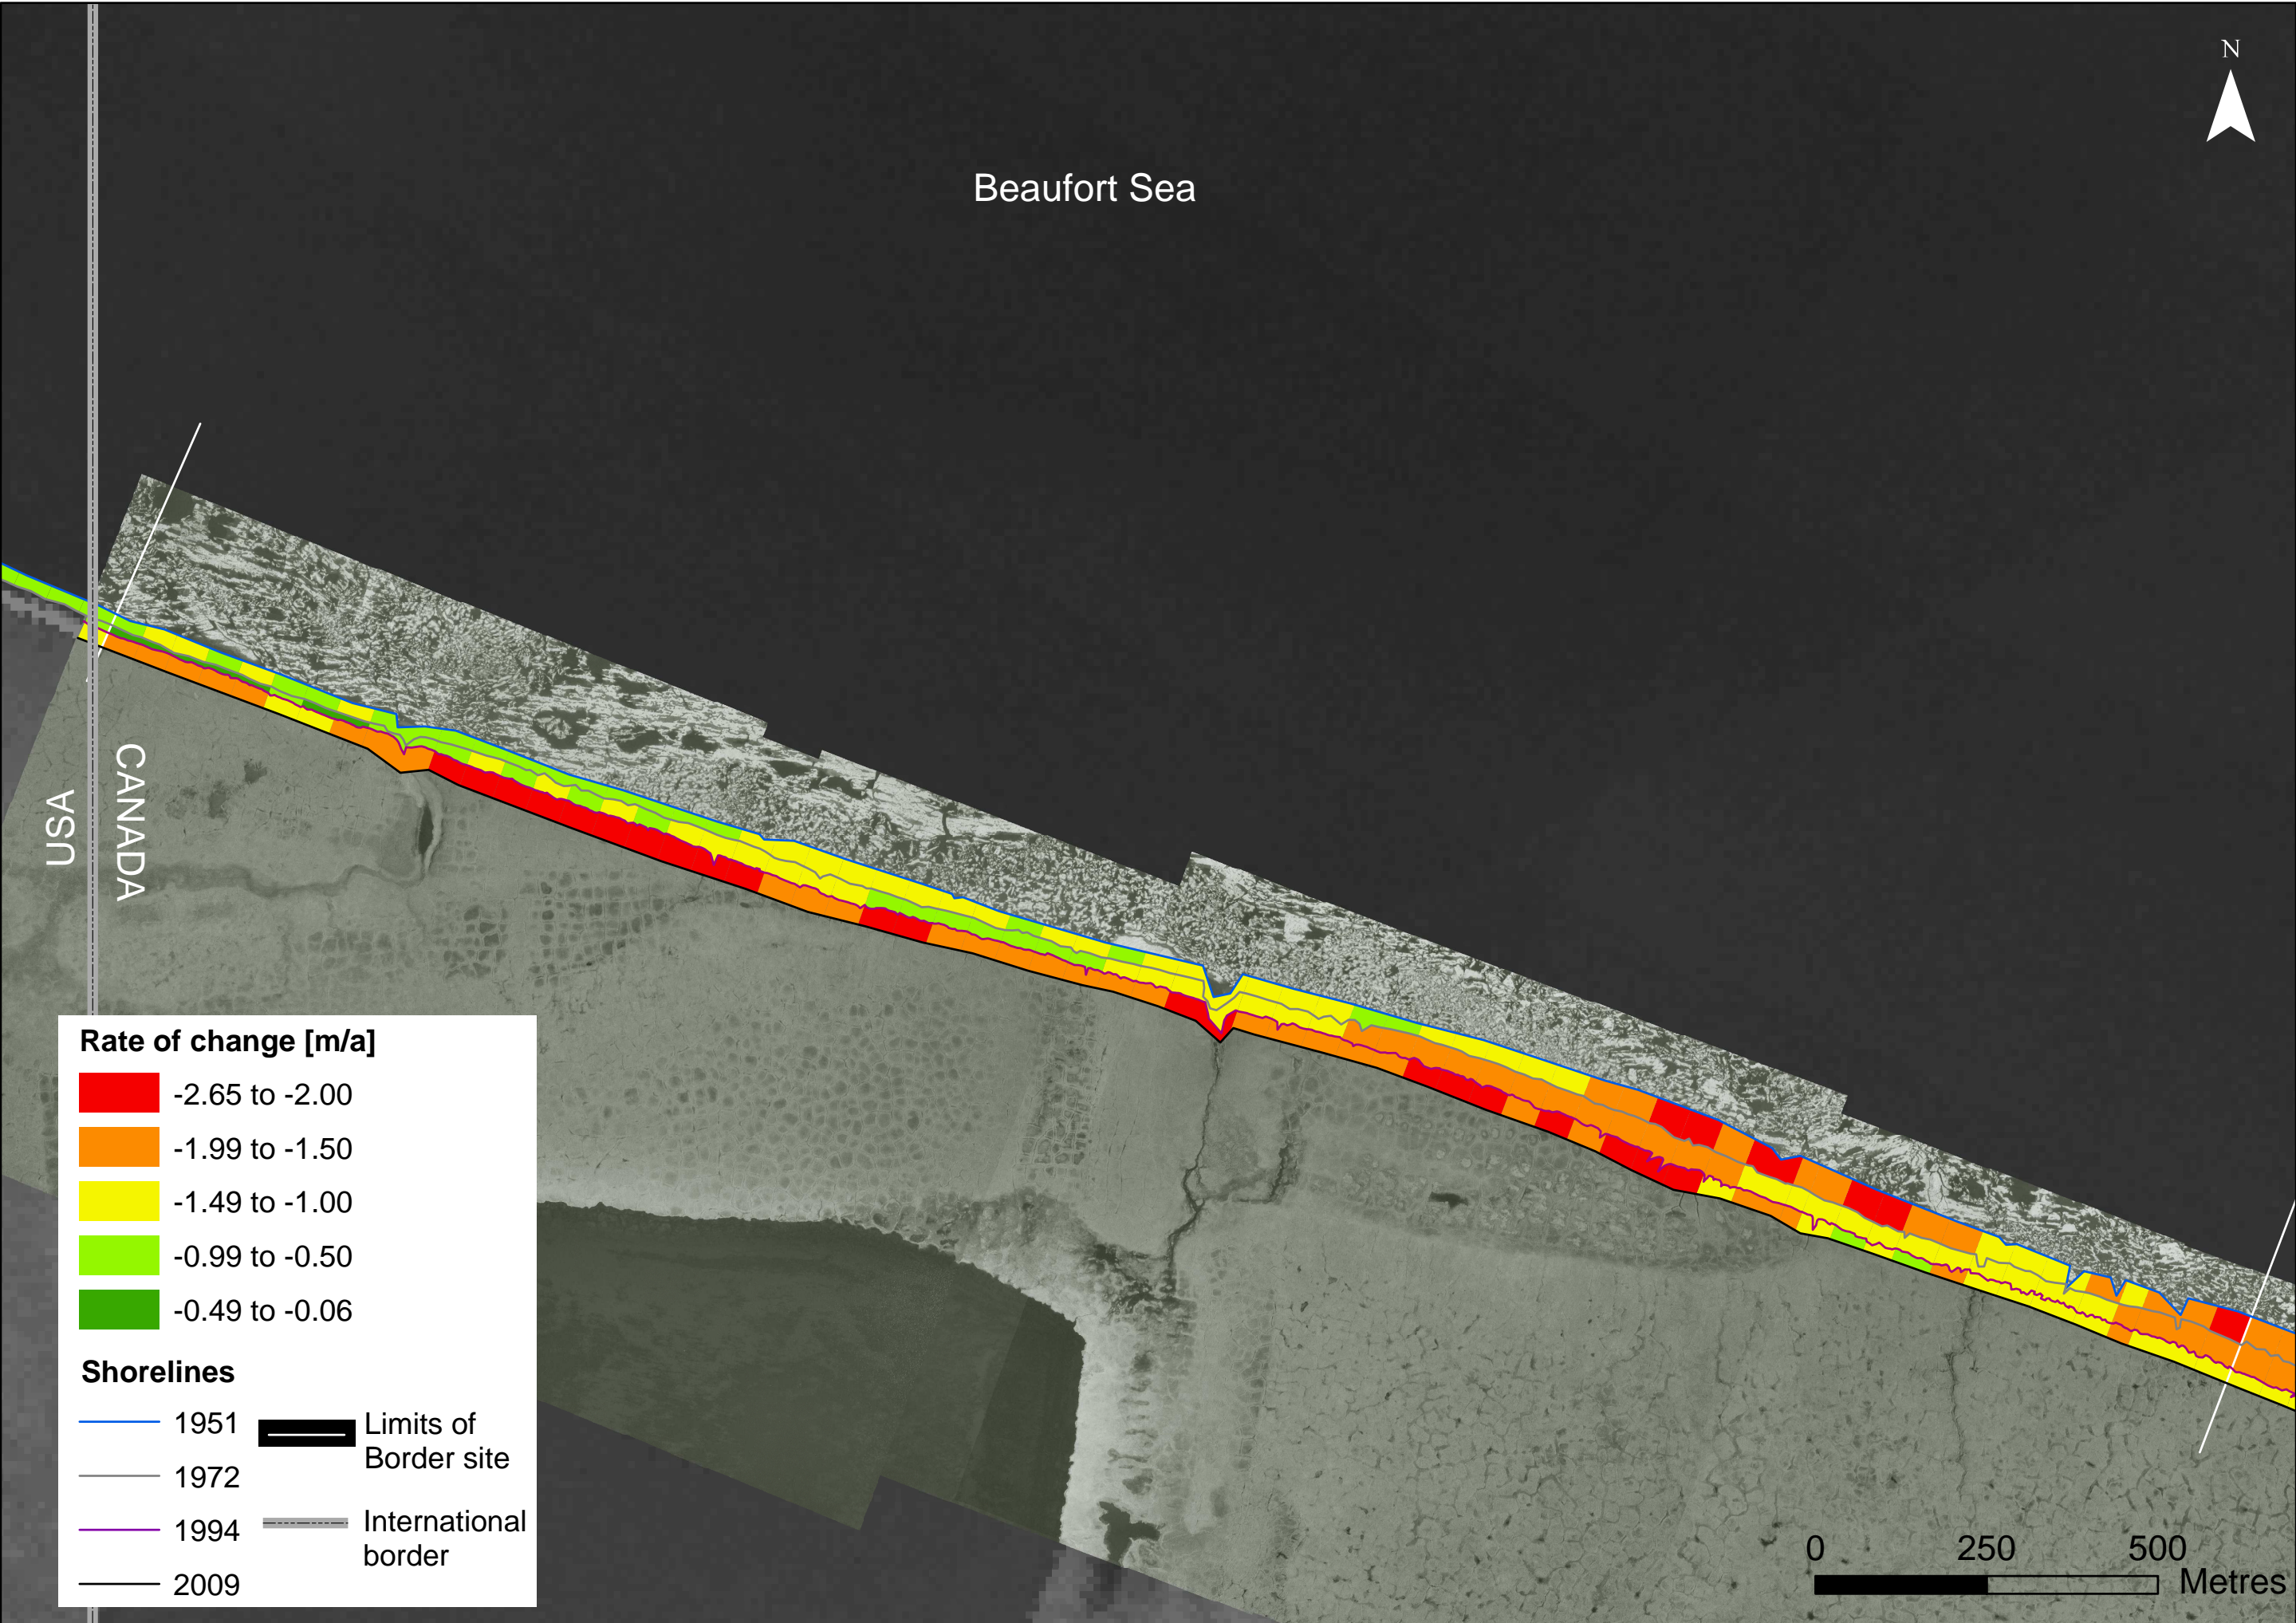 N
Beaufort Sea
CANADA
USA
Rate of change [m/a]
-2.65 to -2.00
-1.99 to -1.50
-1.49 to -1.00
-0.99 to -0.50
-0.49 to -0.06
Shorelines
1951
1972
1994
2009
Limits of
Border site
International
border
0 250 500
Metres